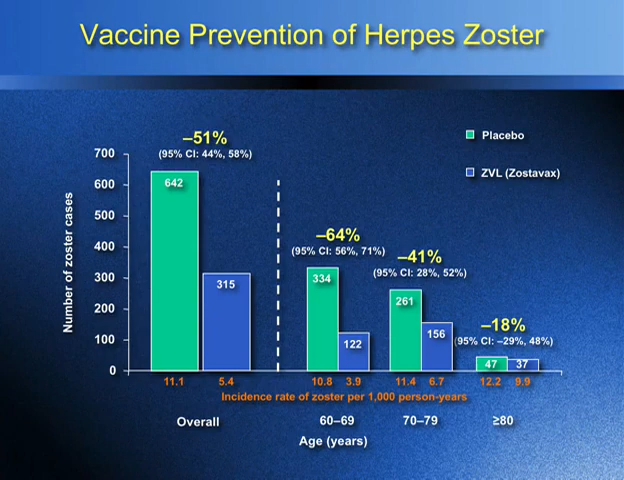 Vaccine Prevention of Herpes Zoster
–51%
(95% CI: 44%, 58%)
Placebo
ZVL (Zostavax)
Number of zoster cases
700
600
500
400
300
200
100
0
642
315
–64%
(95% CI: 56%, 71%)
334
122
–41%
(95% CI: 28%, 52%)
261
156
–18%
(95% CI: –29%, 48%)
47 37
11.1 5.4 10.8 3.9 11.4 6.7 12.2 9.9
Incidence rate of zoster per 1,000 person-years
Overall 60–69 70–79 ≥80
Age (years)